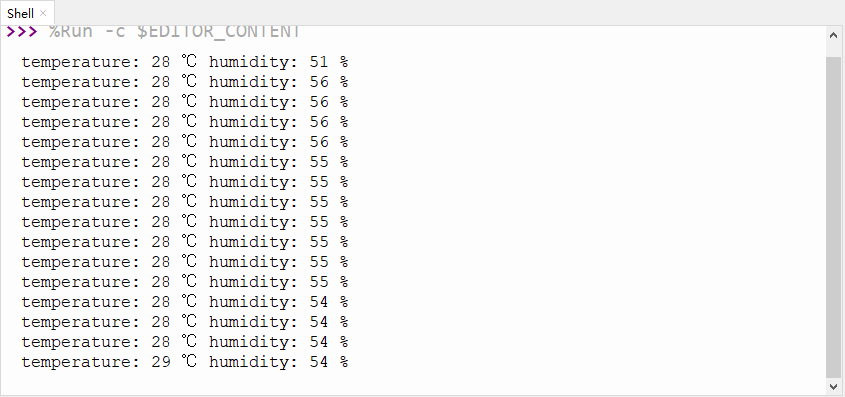 Shell ×
>>> %Run -c $EDITOR_CONTENT
temperature: 28 ℃ humidity: 51 %
temperature: 28 ℃ humidity: 56 %
temperature: 28 ℃ humidity: 56 %
temperature: 28 ℃ humidity: 56 %
temperature: 28 ℃ humidity: 56 %
temperature: 28 ℃ humidity: 55 %
temperature: 28 ℃ humidity: 55 %
temperature: 28 ℃ humidity: 55 %
temperature: 28 ℃ humidity: 55 %
temperature: 28 ℃ humidity: 55 %
temperature: 28 ℃ humidity: 55 %
temperature: 28 ℃ humidity: 55 %
temperature: 28 ℃ humidity: 54 %
temperature: 28 ℃ humidity: 54 %
temperature: 28 ℃ humidity: 54 %
temperature: 29 ℃ humidity: 54 %